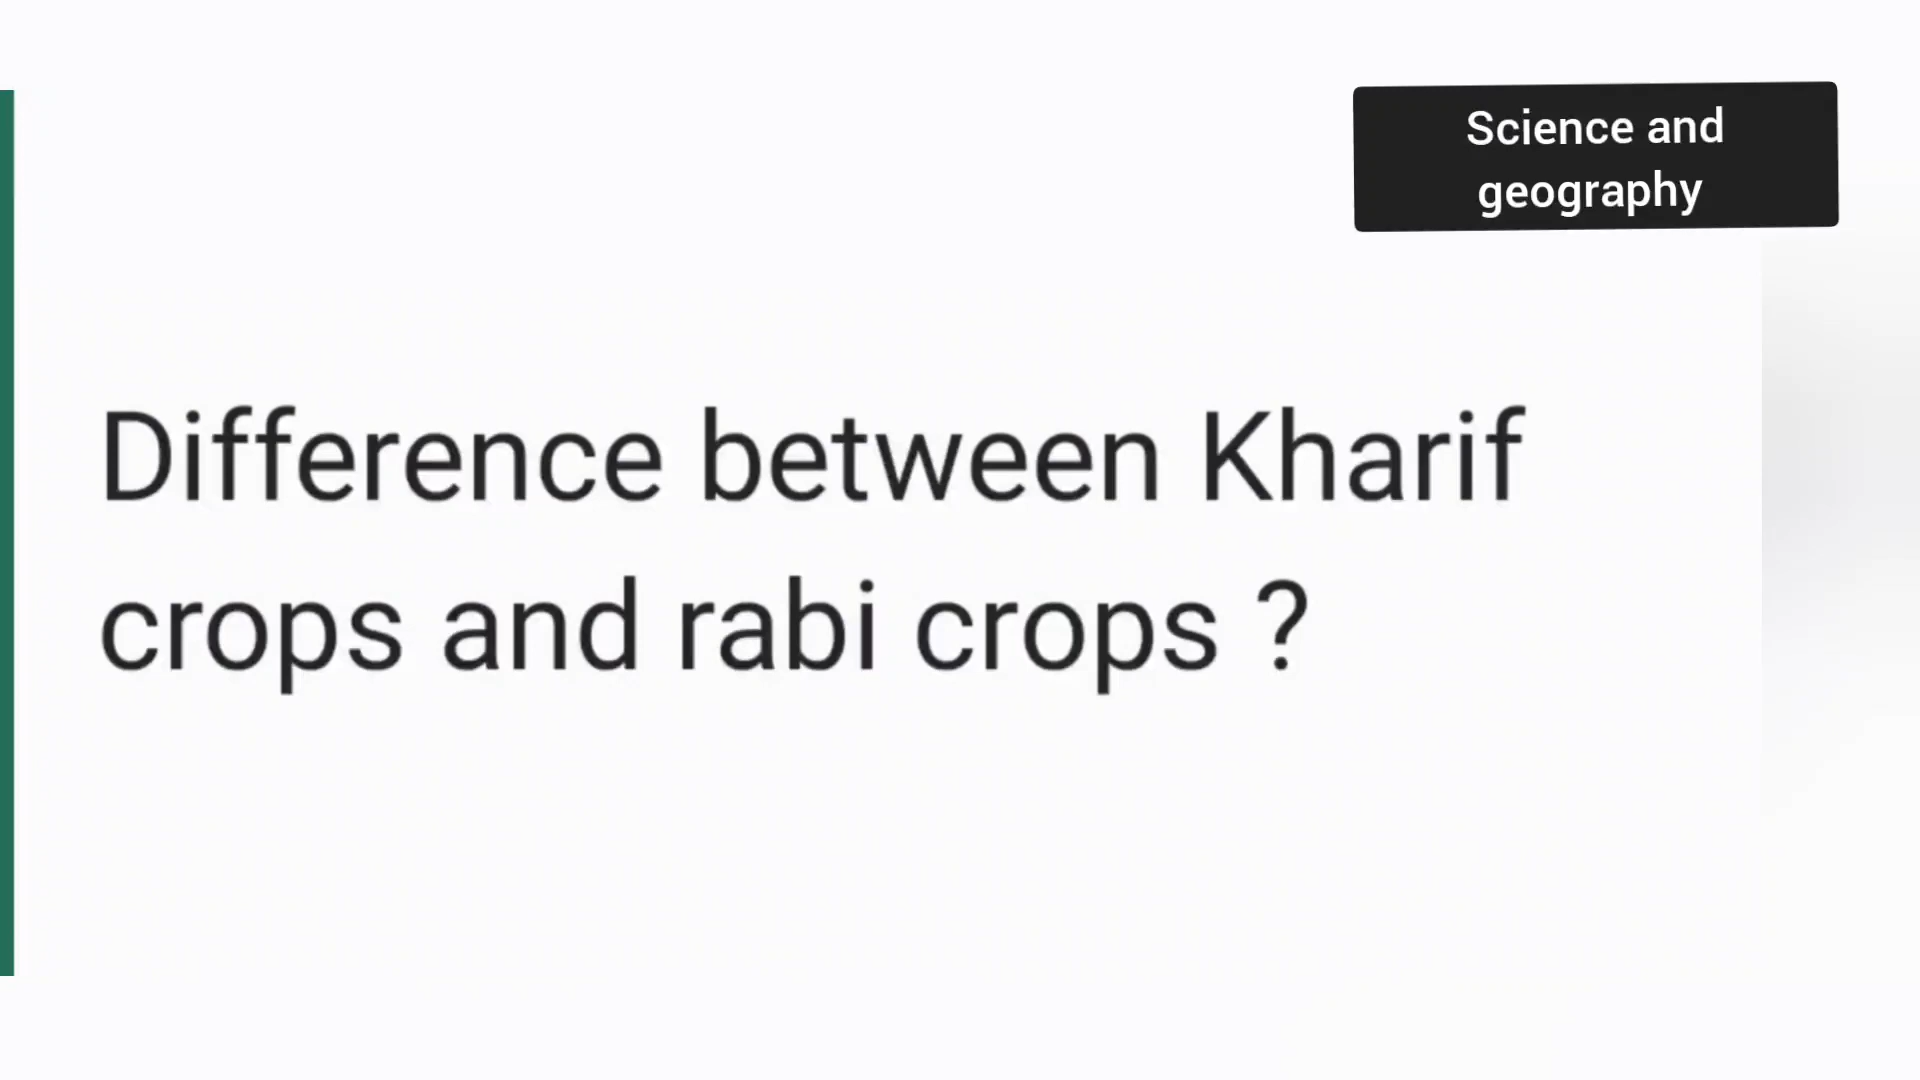 Science and
geography
Difference between Kharif
crops and rabi crops ?